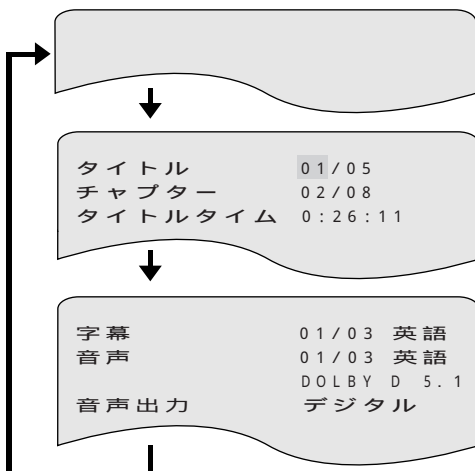 タイトル 01/05
チャプター 02/08
タイトルタイム 0:26:11
字幕 01/03 英語
音声 01/03 英語
DOLBY D 5.1
音声出力 デジタル